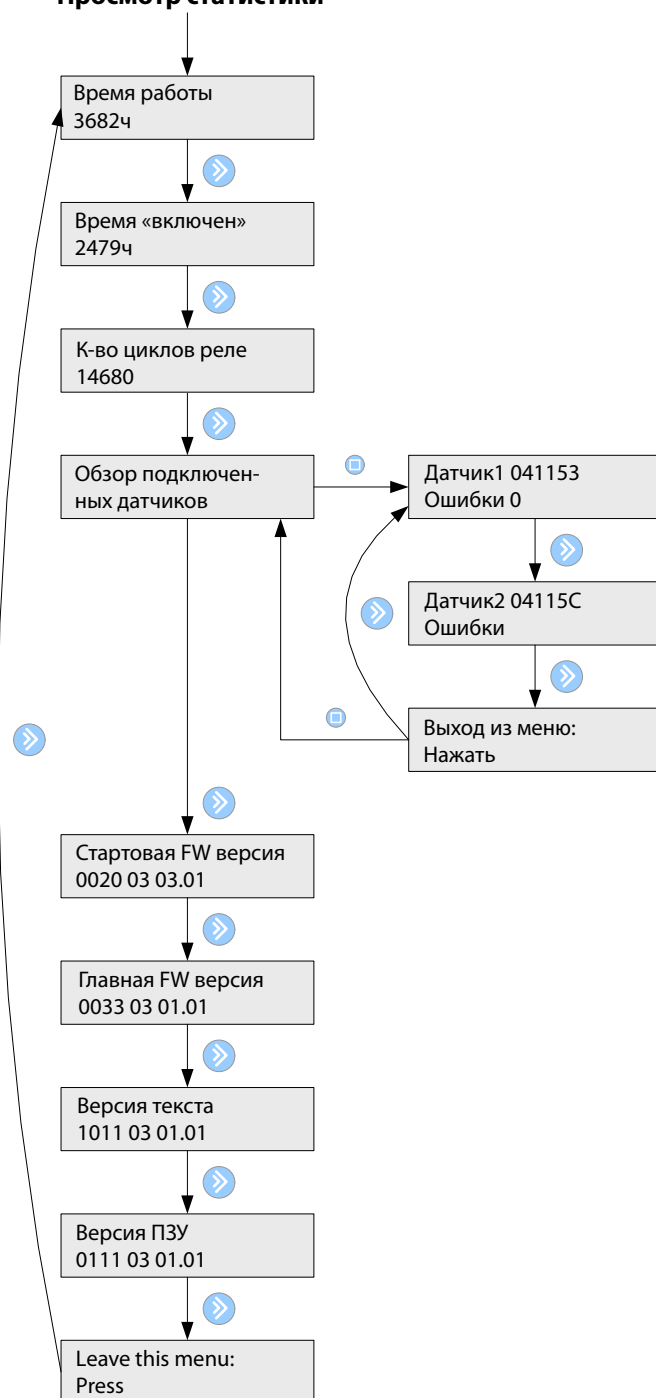 Просмотр статистики
Время работы
3682ч
Время «включен»
2479ч
К-во циклов реле
14680
Обзор подключен-
ных датчиков
Датчик1 041153
Ошибки 0
Датчик2 04115C
Ошибки
Выход из меню:
Нажать
Стартовая FW версия
0020 03 03.01
Главная FW версия
0033 03 01.01
Версия текста
1011 03 01.01
Версия ПЗУ
0111 03 01.01
Leave this menu:
Press